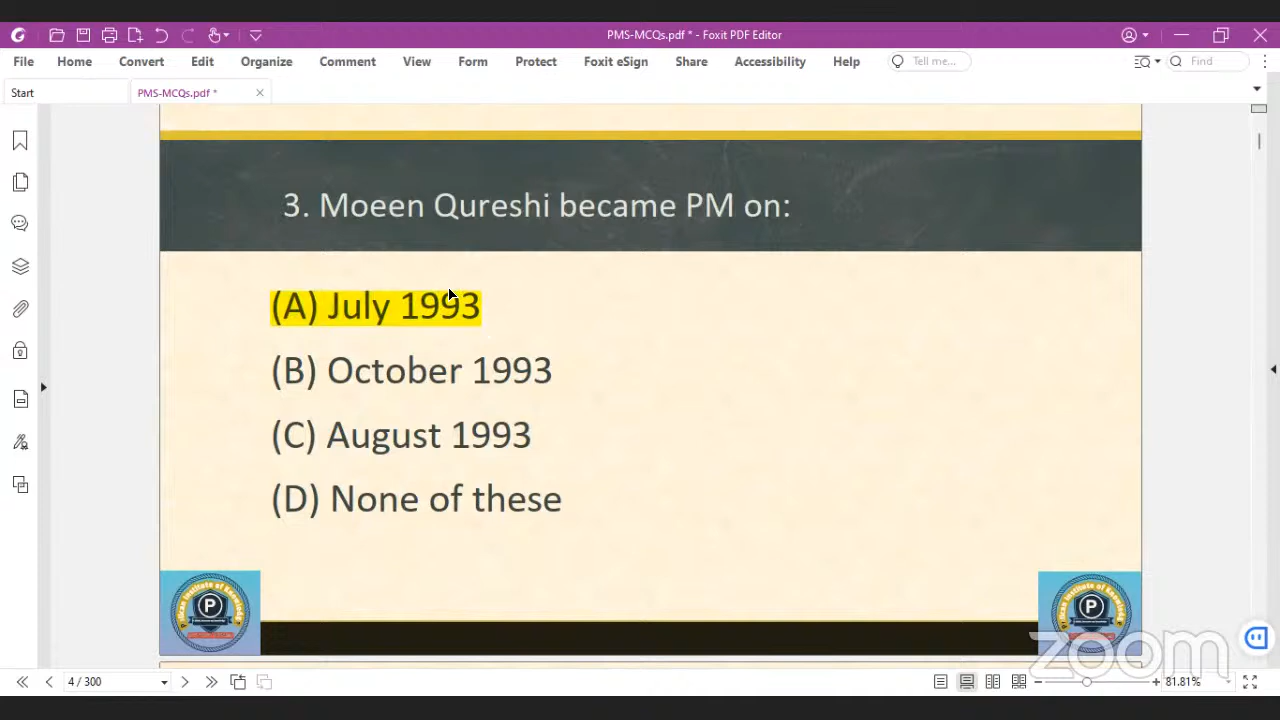 PMS-MCQs.pdf * - Foxit PDF Editor
File Home Convert Edit Organize Comment View Form Protect Foxit eSign Share Accessibility Help Tell me... Find
Start PMS-MCQs.pdf *
3. Moeen Qureshi became PM on:
(A) July 1993
(B) October 1993
(C) August 1993
(D) None of these
P P
zoom
4 / 300 81.81%